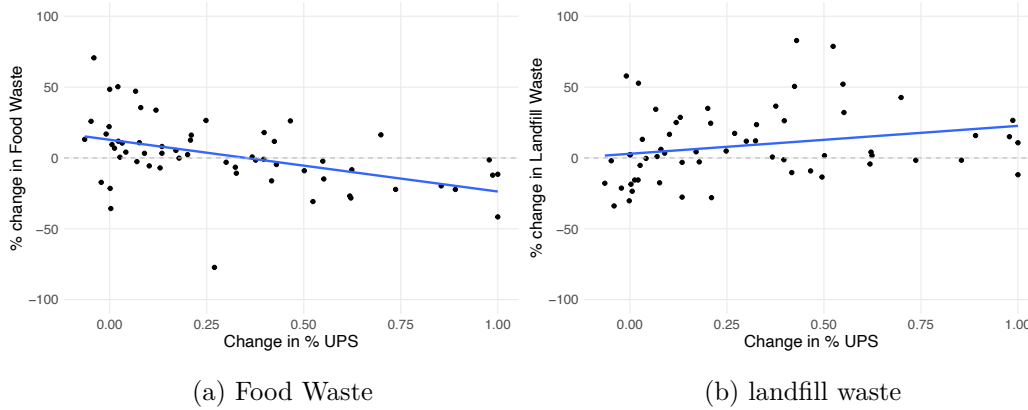 100
50
0
−50
−100
% change in Food Waste
0.00 0.25 0.50 0.75 1.00
Change in % UPS
(a) Food Waste
100
50
0
−50
−100
% change in Landfill Waste
0.00 0.25 0.50 0.75 1.00
Change in % UPS
(b) landfill waste